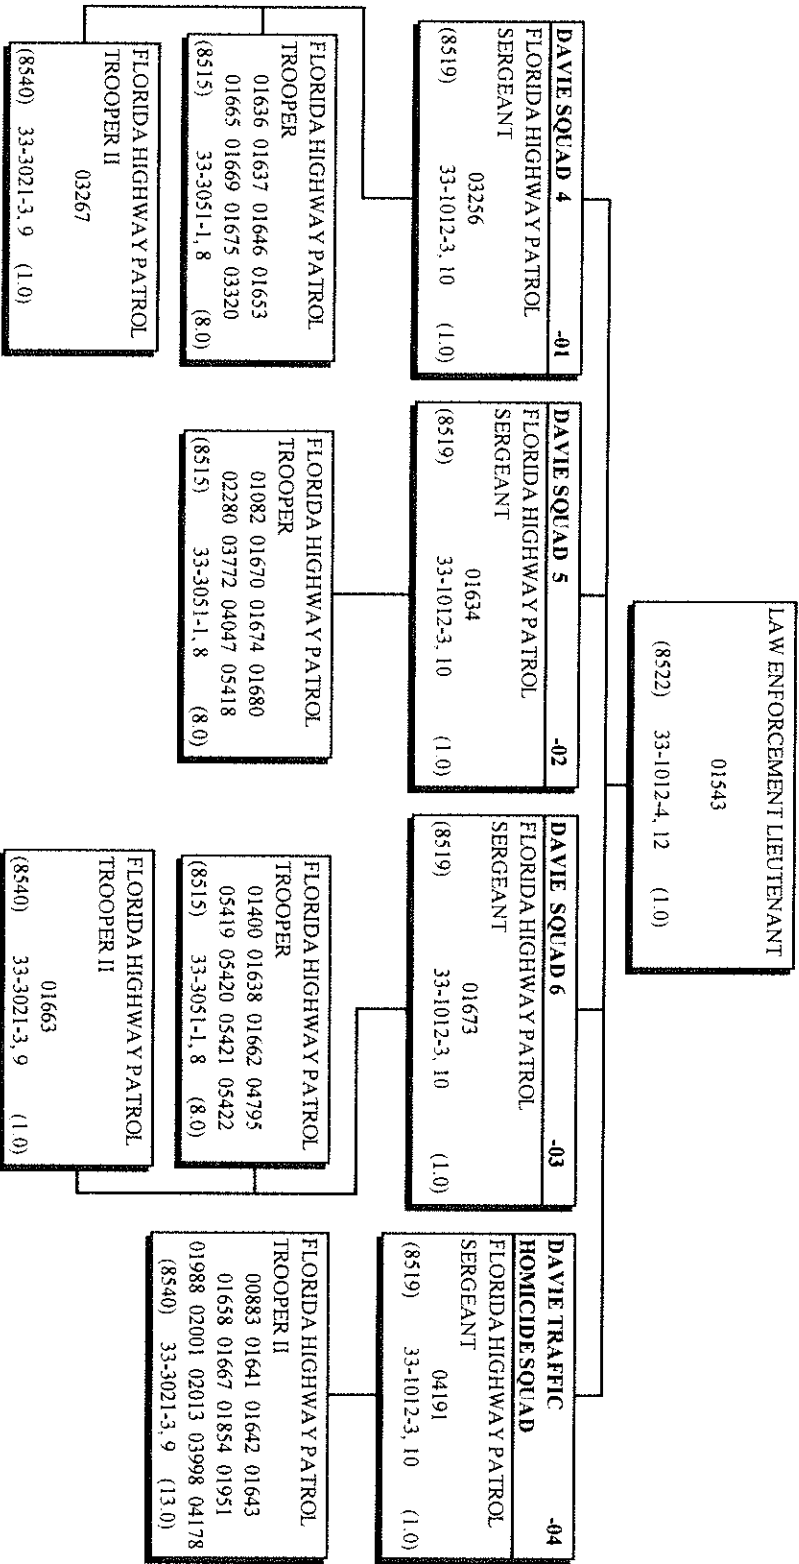 LAW ENFORCEMENT LIEUTENANT
01543
(8522) 33-1012-4, 12 (1.0)
DAVIE SQUAD 4 -01
FLORIDA HIGHWAY PATROL
SERGEANT
03256
(8519) 33-1012-3, 10 (1.0)
FLORIDA HIGHWAY PATROL
TROOPER
01636 01637 01646 01653
01665 01669 01675 03320
(8515) 33-3051-1, 8 (8.0)
FLORIDA HIGHWAY PATROL
TROOPER II
03267
(8540) 33-3021-3, 9 (1.0)
DAVIE SQUAD 5 -02
FLORIDA HIGHWAY PATROL
SERGEANT
01634
(8519) 33-1012-3, 10 (1.0)
FLORIDA HIGHWAY PATROL
TROOPER
01082 01670 01674 01680
02280 03772 04047 05418
(8515) 33-3051-1, 8 (8.0)
DAVIE SQUAD 6 -03
FLORIDA HIGHWAY PATROL
SERGEANT
01673
(8519) 33-1012-3, 10 (1.0)
FLORIDA HIGHWAY PATROL
TROOPER
01400 01638 01662 04795
05419 05420 05421 05422
(8515) 33-3051-1, 8 (8.0)
FLORIDA HIGHWAY PATROL
TROOPER II
01663
(8540) 33-3021-3, 9 (1.0)
DAVIE TRAFFIC
HOMICIDE SQUAD -04
FLORIDA HIGHWAY PATROL
SERGEANT
04191
(8519) 33-1012-3, 10 (1.0)
FLORIDA HIGHWAY PATROL
TROOPER II
00883 01641 01642 01643
01658 01667 01854 01951
01988 02001 02013 03998 04178
(8540) 33-3021-3, 9 (13.0)